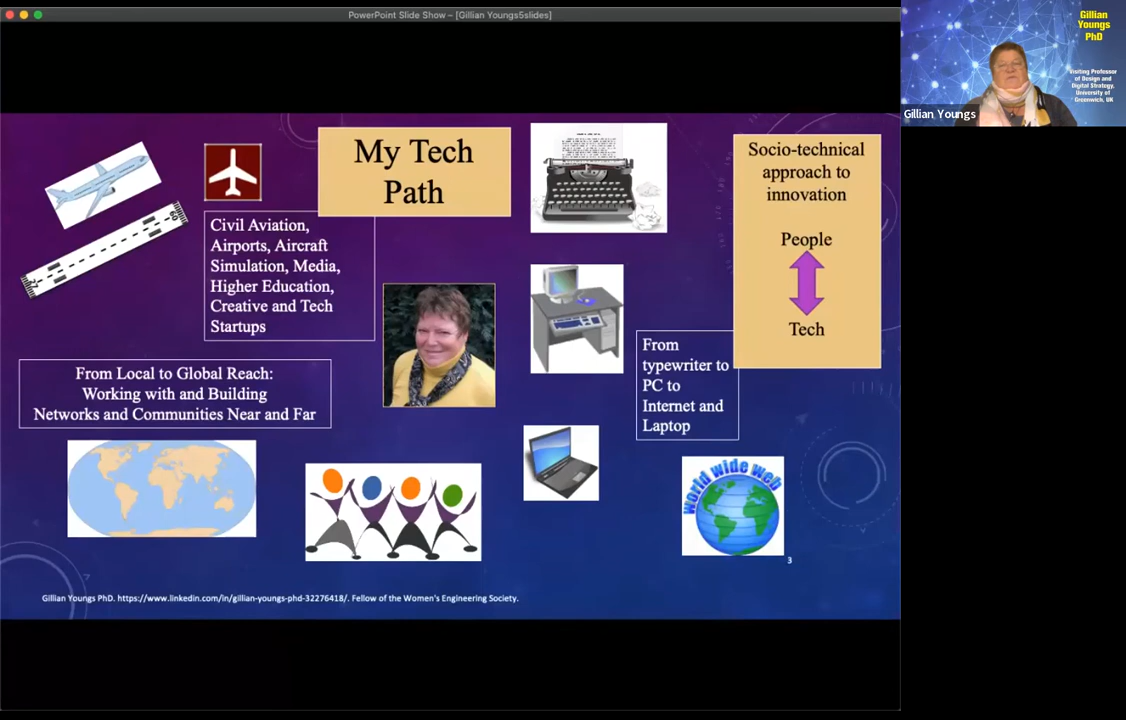 PowerPoint Slide Show – [Gillian Youngs5slides]
Gillian
Youngs
PhD
Visiting Professor
of Design and
Digital Strategy,
University of
Greenwich, UK
Gillian Youngs
My Tech
Path
Civil Aviation,
Airports, Aircraft
Simulation, Media,
Higher Education,
Creative and Tech
Startups
From Local to Global Reach:
Working with and Building
Networks and Communities Near and Far
From
typewriter to
PC to
Internet and
Laptop
Socio-technical
approach to
innovation
People
Tech
world wide web
3
Gillian Youngs PhD. https://www.linkedin.com/in/gillian-youngs-phd-32276418/. Fellow of the Women's Engineering Society.